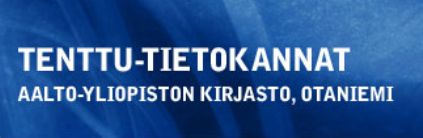 TENTTU-TIETOKANNAT
AALTO-YLIOPISTON KIRJASTO, OTANIEMI